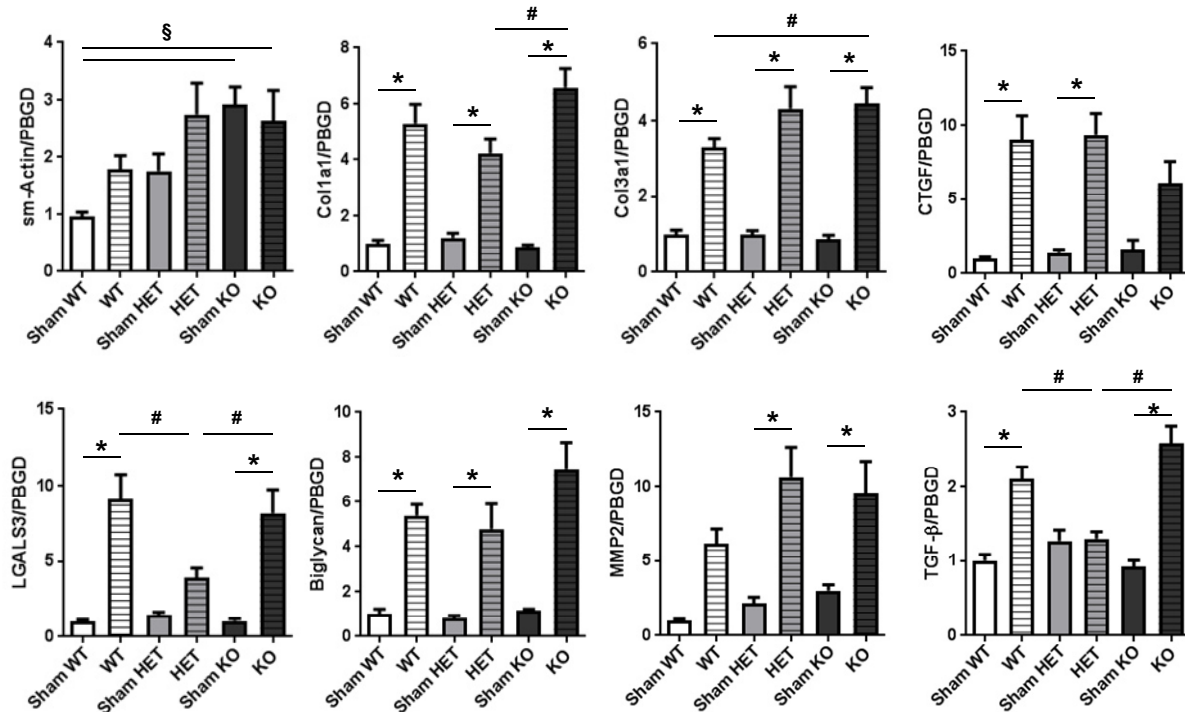 §
sm-Actin/PBGD
4
3
2
1
0
Sham WT
WT
Sham HET
HET
Sham KO
KO
#
*
*
*
Col1a1/PBGD
8
6
4
2
0
Sham WT
WT
Sham HET
HET
Sham KO
KO
#
*
*
*
Col3a1/PBGD
6
4
2
0
Sham WT
WT
Sham HET
HET
Sham KO
KO
*
*
CTGF/PBGD
15
10
5
0
Sham WT
WT
Sham HET
HET
Sham KO
KO
#
#
*
*
LGALS3/PBGD
15
10
5
0
Sham WT
WT
Sham HET
HET
Sham KO
KO
*
*
*
Biglycan/PBGD
10
8
6
4
2
0
Sham WT
WT
Sham HET
HET
Sham KO
KO
*
*
MMP2/PBGD
15
10
5
0
Sham WT
WT
Sham HET
HET
Sham KO
KO
#
#
*
*
TGF-β/PBGD
3
2
1
0
Sham WT
WT
Sham HET
HET
Sham KO
KO